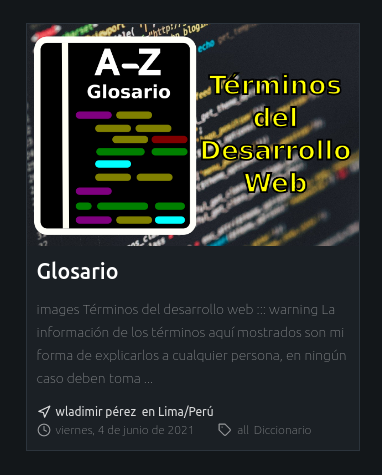 A-Z
Glosario
Términos
del
Desarrollo
Web
Glosario
images Términos del desarrollo web ::: warning La
información de los términos aquí mostrados son mi
forma de explicarlos a cualquier persona, en ningún
caso deben toma ...
wladimir pérez en Lima/Perú
viernes, 4 de junio de 2021 all Diccionario